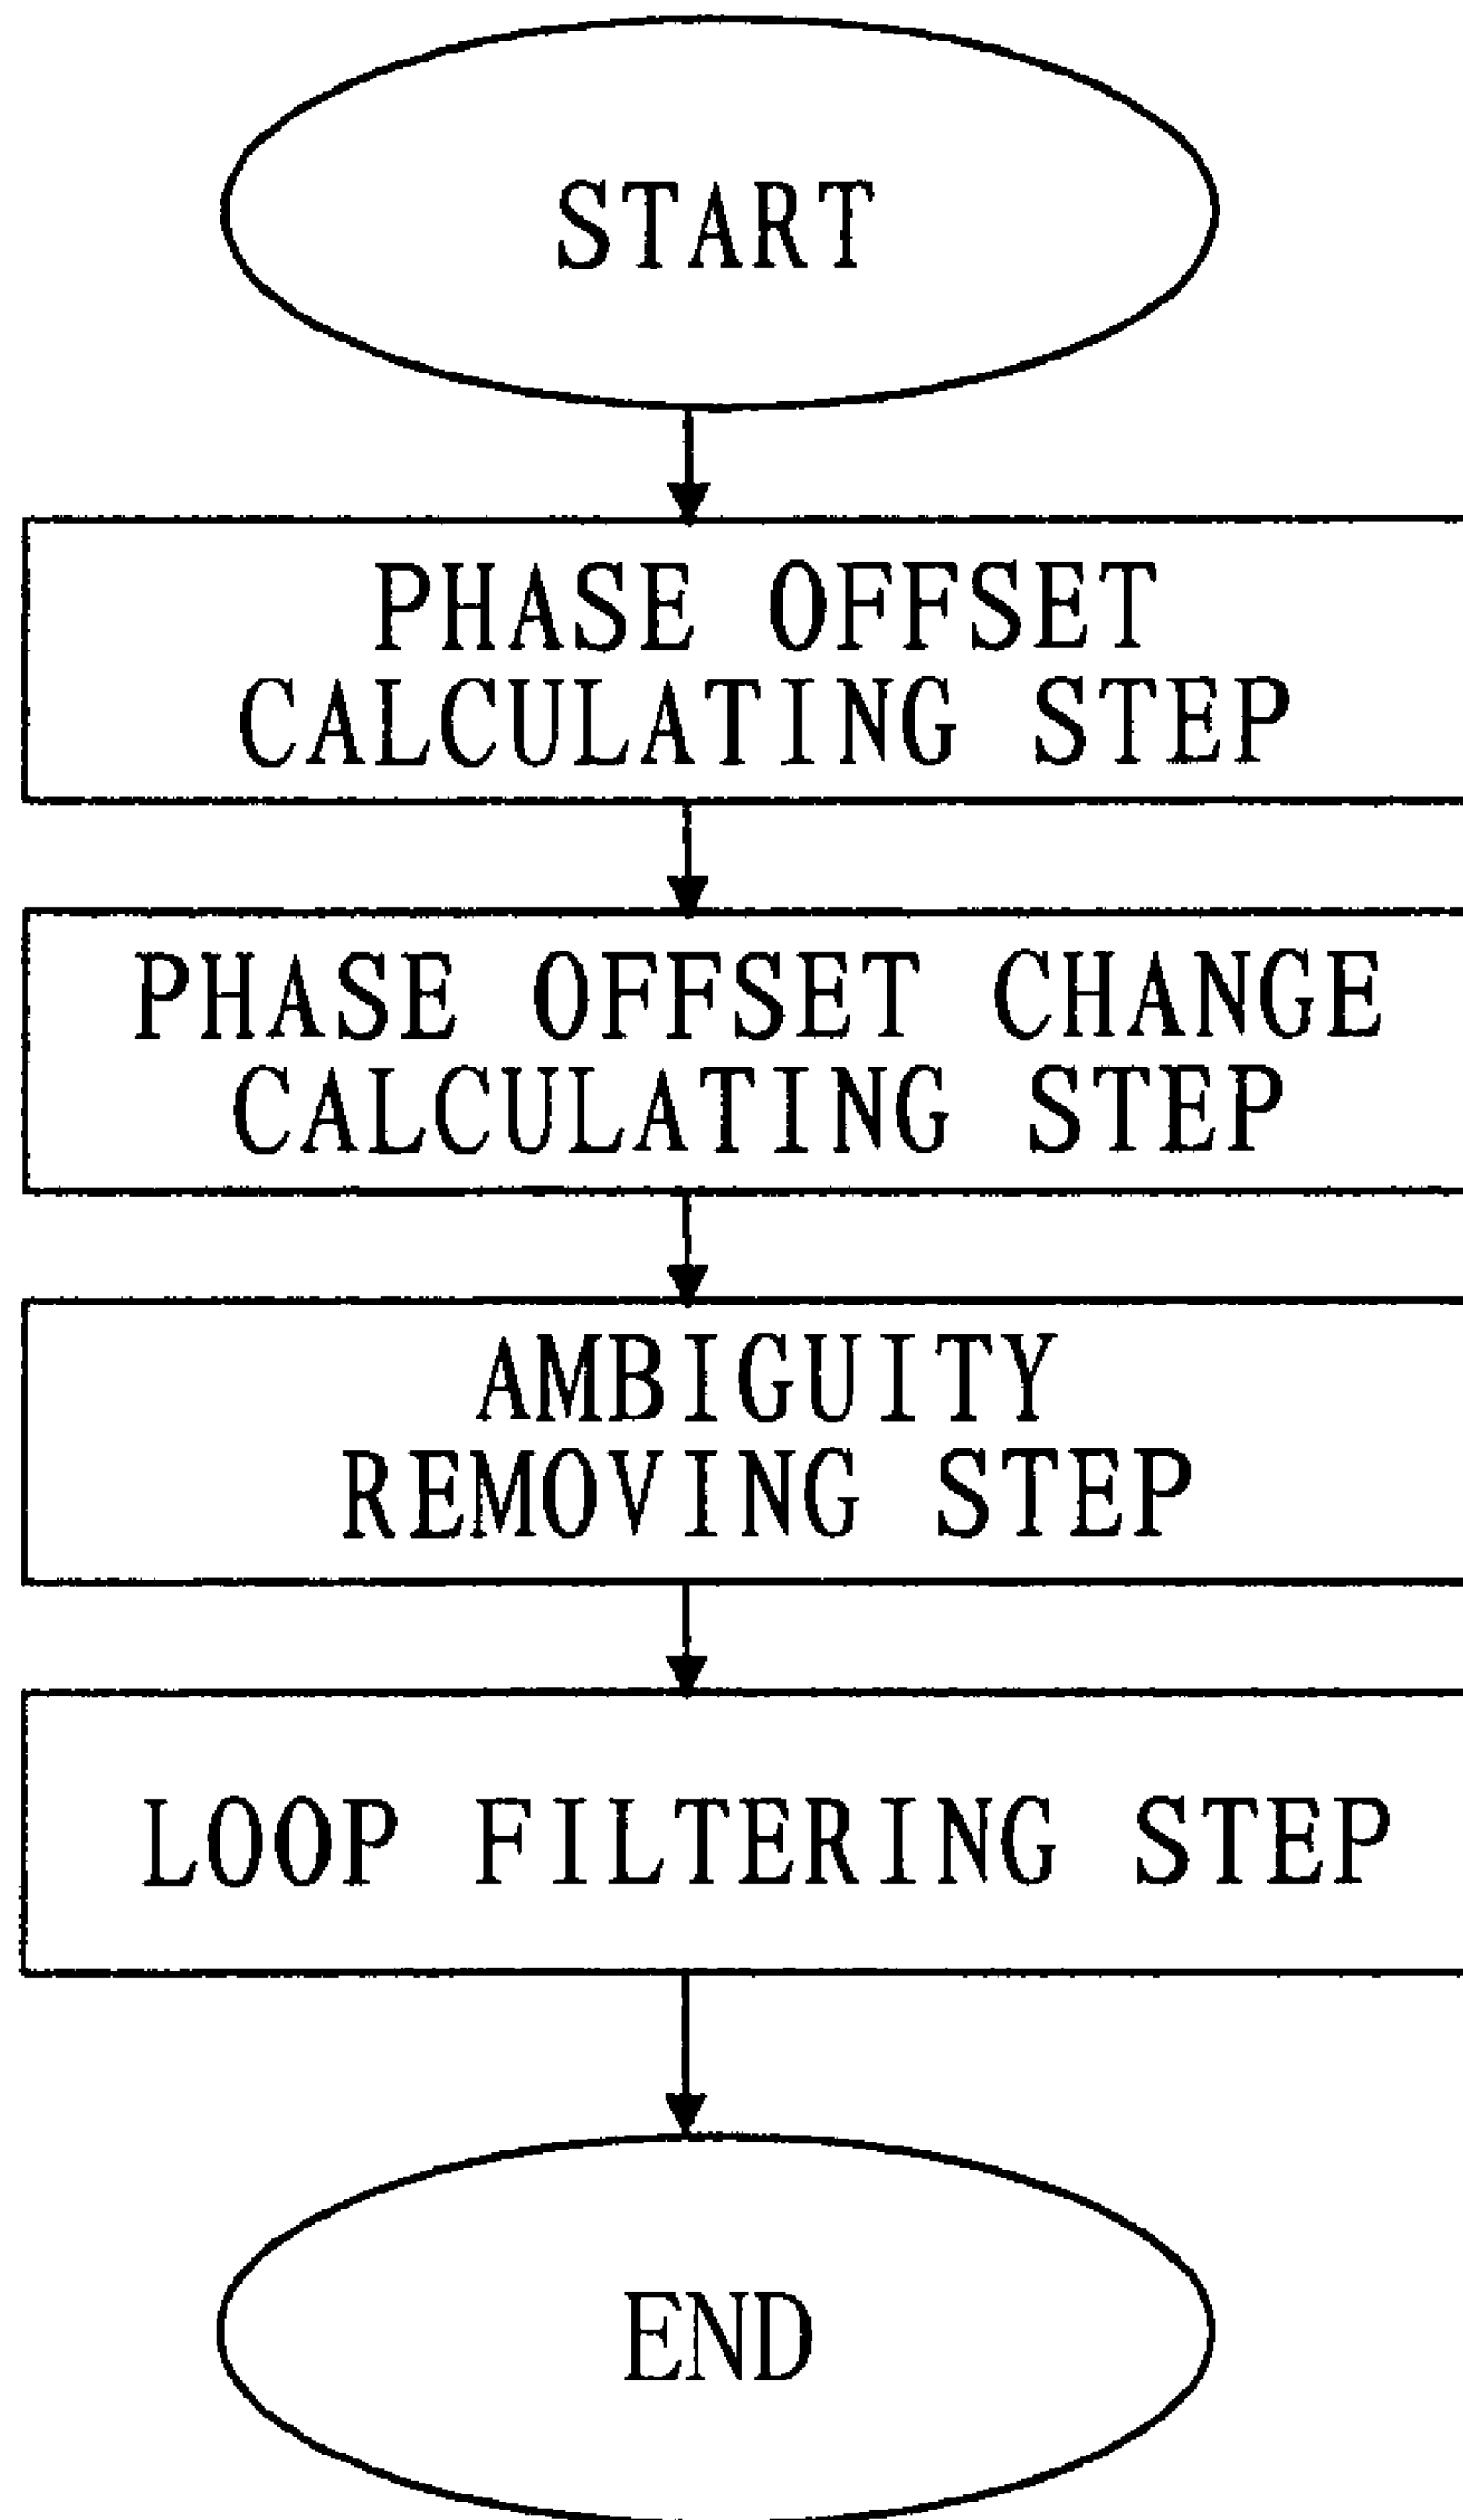 START
PHASE OFFSET
CALCULATING STEP
PHASE OFFSET CHANGE
CALCULATING STEP
AMBIGUITY
REMOVING STEP
LOOP FILTERING STEP
END